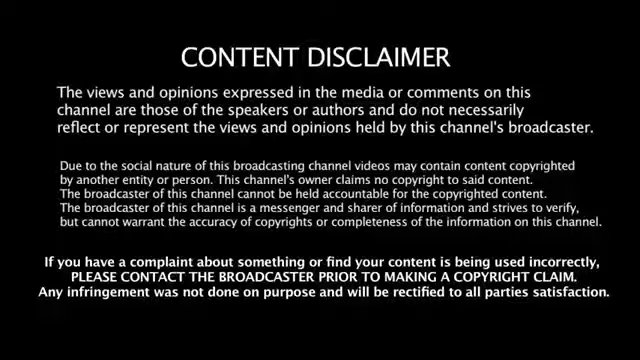 CONTENT DISCLAIMER
The views and opinions expressed in the media or comments on this
channel are those of the speakers or authors and do not necessarily
reflect or represent the views and opinions held by this channel's broadcaster.
Due to the social nature of this broadcasting channel videos may contain content copyrighted
by another entity or person. This channel's owner claims no copyright to said content.
The broadcaster of this channel cannot be held accountable for the copyrighted content.
The broadcaster of this channel is a messenger and sharer of information and strives to verify,
but cannot warrant the accuracy of copyrights or completeness of the information on this channel.
If you have a complaint about something or find your content is being used incorrectly,
PLEASE CONTACT THE BROADCASTER PRIOR TO MAKING A COPYRIGHT CLAIM.
Any infringement was not done on purpose and will be rectified to all parties satisfaction.